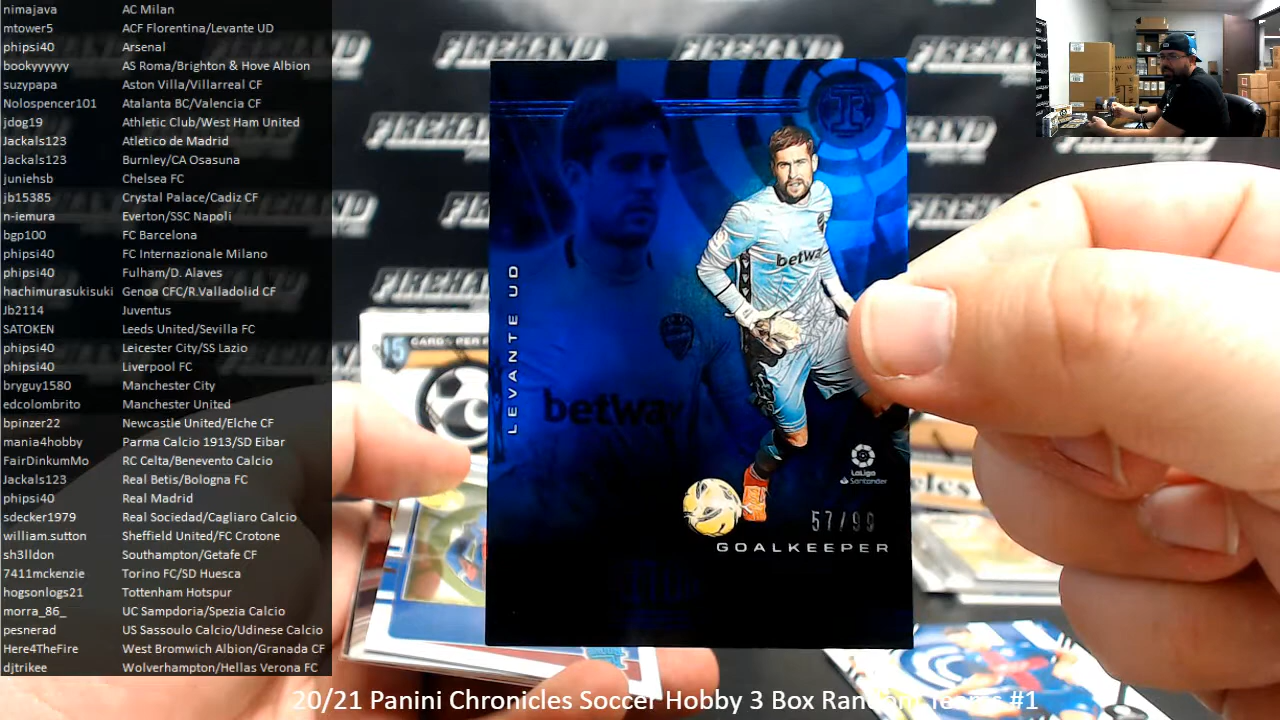 nimajava AC Milan
mtower5 ACF Florentina/Levante UD
phipsi40 Arsenal
bookyyyyyy AS Roma/Brighton & Hove Albion
suzypapa Aston Villa/Villarreal CF
Nolospencer101 Atalanta BC/Valencia CF
jdog19 Athletic Club/West United
Jackals123 Atletico de Madrid
Jackals123 Burnley/CA Osasuna
juniehsb Chelsea FC
jb15385 Crystal Palace/Cadiz CF
n-iemura Everton/SSC Napoli
bgp100 FC Barcelona
phipsi40 FC Internazionale Milano
phipsi40 Fulham/D. Alaves
hachimurasukisuki Genoa CFC/R.Valladolid CF
Jb2114 Juventus
SATOKEN Leeds United/Sevilla FC
phipsi40 Leicester City/SS Lazio
phipsi40 Liverpool FC
bryguy1580 Manchester City
edcolombrito Manchester United
bpinzer22 Newcastle United/Elche CF
mania4hobby Parma Calcio 1913/SD Eibar
FairDinkumMo RC Celta/Benevento Calcio
Jackals123 Real Betis/Bologna FC
phipsi40 Real Madrid
sdecker1979 Real Sociedad/Cagliaro Calcio
william.sutton Sheffield United/FC Crotone
sh3lldon Southampton/Getafe CF
7411mckenzie Torino FC/SD Huesca
hogsonlogs21 Tottenham Hotspur
morra_86_ UC Sampdoria/Spezia Calcio
pesnerad US Sassoulo Calcio/Udinese Calcio
Here4TheFire West Bromwich Albion/Granada CF
djtrikee Wolverhampton/Hellas Verona FC
FIREHAND
LEVANTE UD
betway
betwa
LaLiga
Santander
57/99
GOALKEEPER
15 CARDS PER P
20/21 Panini Chronicles Soccer Hobby 3 Box Random Teams #1